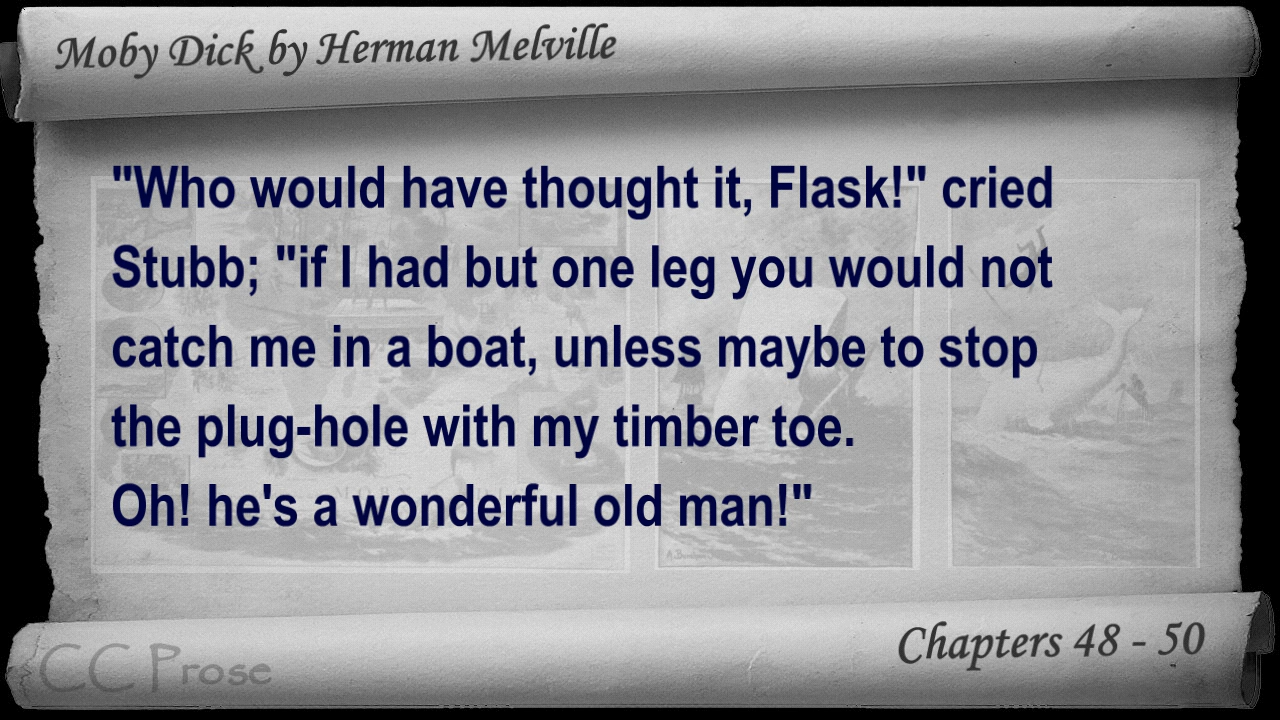 Moby Dick by Herman Melville
"Who would have thought it, Flask!" cried
Stubb; "if I had but one leg you would not
catch me in a boat, unless maybe to stop
the plug-hole with my timber toe.
Oh! he's a wonderful old man!"
Chapters 48 - 50
CC Prose